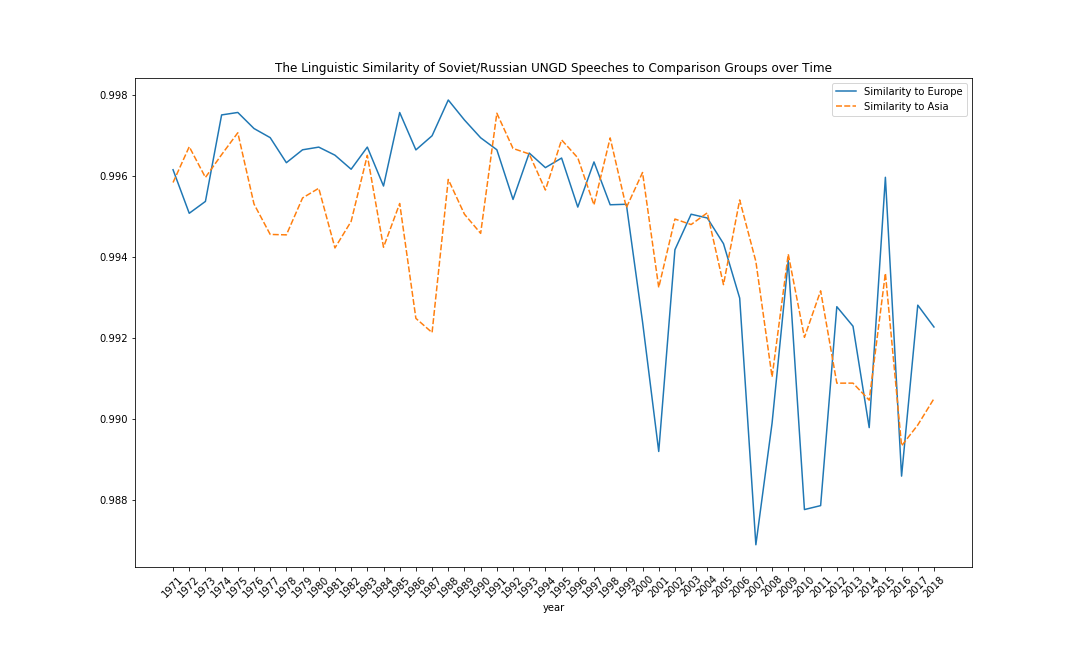 The Linguistic Similarity of Soviet/Russian UNGD Speeches to Comparison Groups over Time
Similarity to Europe
Similarity to Asia
0.998
0.996
0.994
0.992
0.990
0.988
1971 1972 1973 1974 1975 1976 1977 1978 1979 1980 1981 1982 1983 1984 1985 1986 1987 1988 1989 1990 1991 1992 1993 1994 1995 1996 1997 1998 1999 2000 2001 2002 2003 2004 2005 2006 2007 2008 2009 2010 2011 2012 2013 2014 2015 2016 2017 2018
year